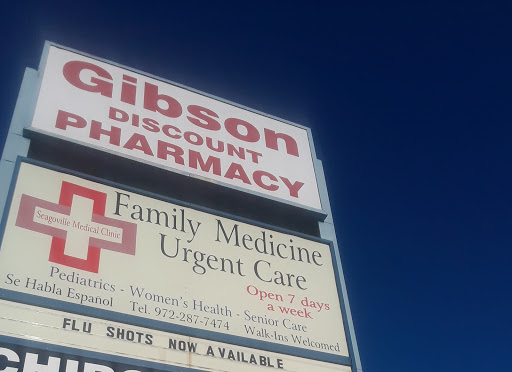 Gibson
DISCOUNT
PHARMACY
Seagoville Medical Clinic
Family Medicine
Urgent Care
Open 7 days
a week
Pediatrics - Women's Health - Senior Care
Se Habla Español Tel. 972-287-7474 Walk-Ins Welcomed
FLU SHOTS NOW AVAILABLE